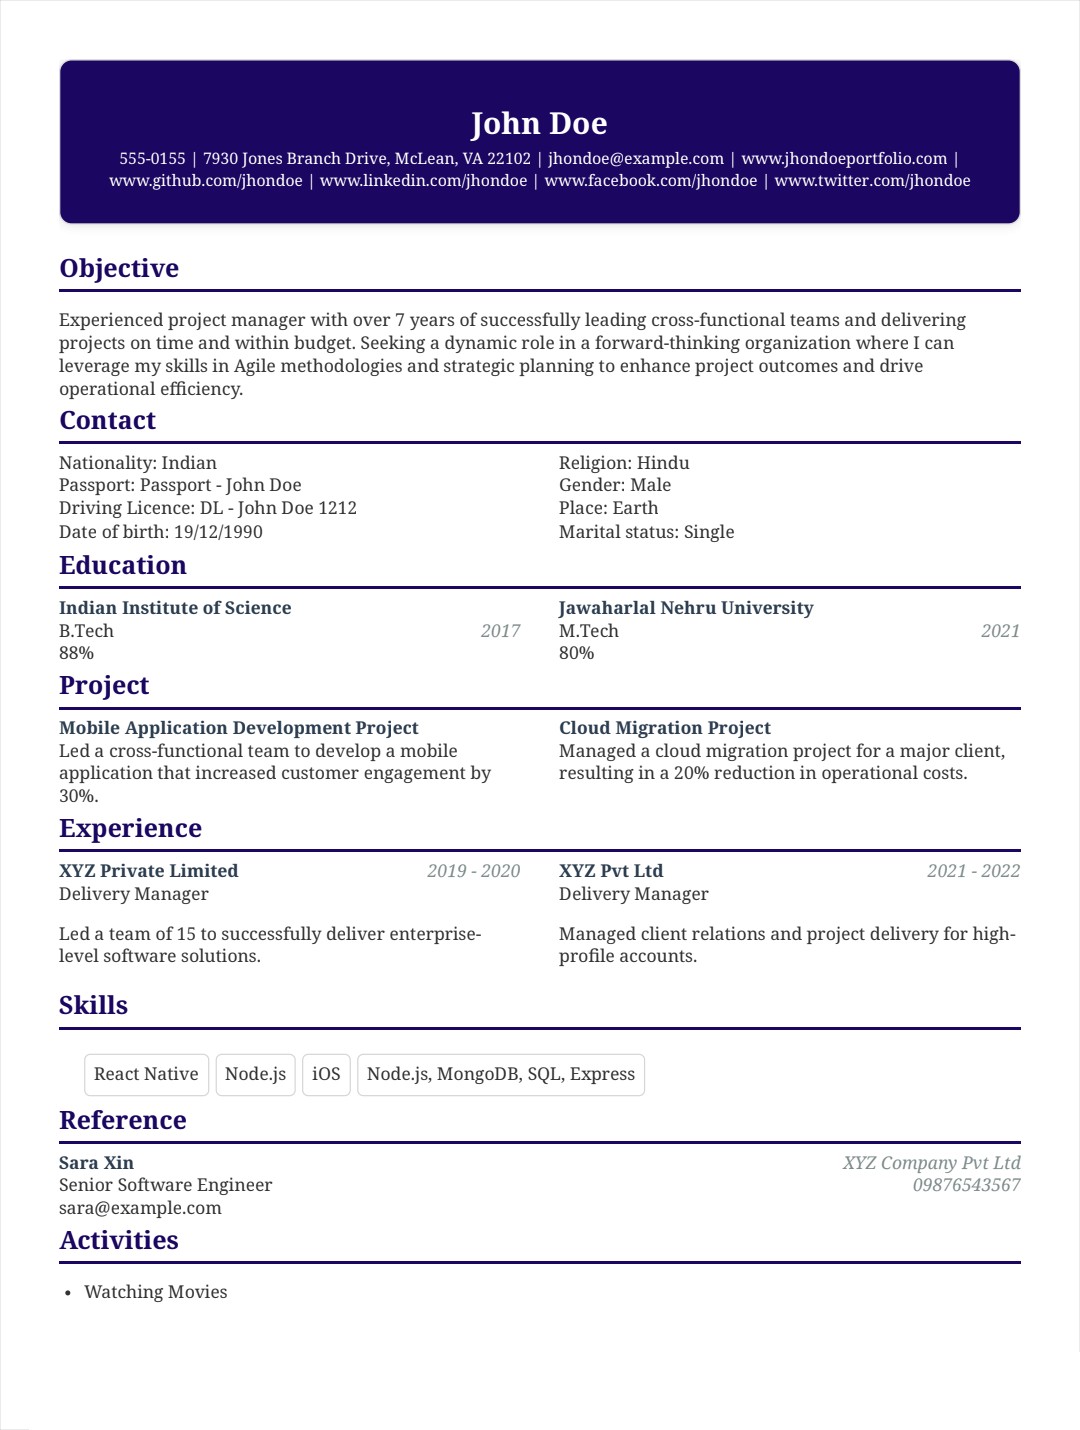 John Doe
555-0155 | 7930 Jones Branch Drive, McLean, VA 22102 | jhondoe@example.com | www.jhondoeportfolio.com |
www.github.com/jhondoe | www.linkedin.com/jhondoe | www.facebook.com/jhondoe | www.twitter.com/jhondoe
Objective
Experienced project manager with over 7 years of successfully leading cross-functional teams and delivering
projects on time and within budget. Seeking a dynamic role in a forward-thinking organization where I can
leverage my skills in Agile methodologies and strategic planning to enhance project outcomes and drive
operational efficiency.
Contact
Nationality: Indian
Passport: Passport - John Doe
Driving Licence: DL - John Doe 1212
Date of birth: 19/12/1990
Religion: Hindu
Gender: Male
Place: Earth
Marital status: Single
Education
Indian Institute of Science
B.Tech 2017
88%
Jawaharlal Nehru University
M.Tech 2021
80%
Project
Mobile Application Development Project
Led a cross-functional team to develop a mobile
application that increased customer engagement by
30%.
Cloud Migration Project
Managed a cloud migration project for a major client,
resulting in a 20% reduction in operational costs.
Experience
XYZ Private Limited 2019 - 2020
Delivery Manager
Led a team of 15 to successfully deliver enterprise-
level software solutions.
XYZ Pvt Ltd 2021 - 2022
Delivery Manager
Managed client relations and project delivery for high-
profile accounts.
Skills
React Native Node.js iOS Node.js, MongoDB, SQL, Express
Reference
Sara Xin XYZ Company Pvt Ltd
Senior Software Engineer 09876543567
sara@example.com
Activities
• Watching Movies